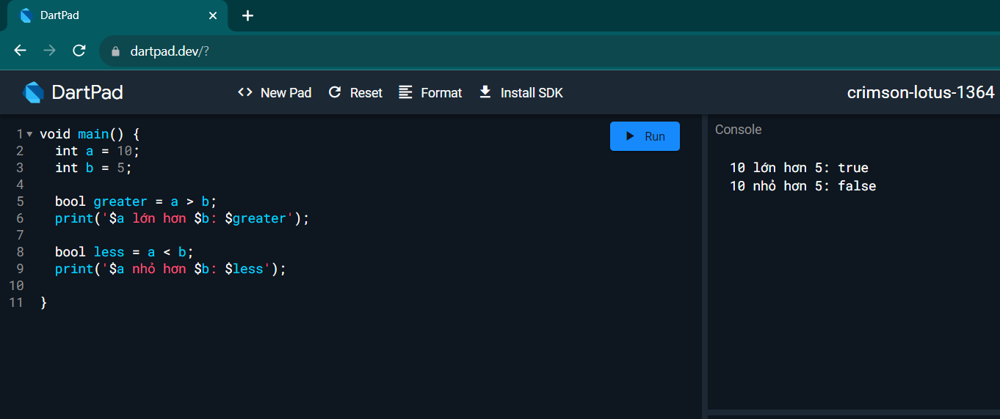 DartPad
dartpad.dev/?
DartPad
New Pad
Reset
Format
Install SDK
crimson-lotus-1364
Run
1 void main() {
2   int a = 10;
3   int b = 5;
4
5   bool greater = a > b;
6   print('$a lớn hơn $b: $greater');
7
8   bool less = a < b;
9   print('$a nhỏ hơn $b: $less');
10
11 }
Console
10 lớn hơn 5: true
10 nhỏ hơn 5: false